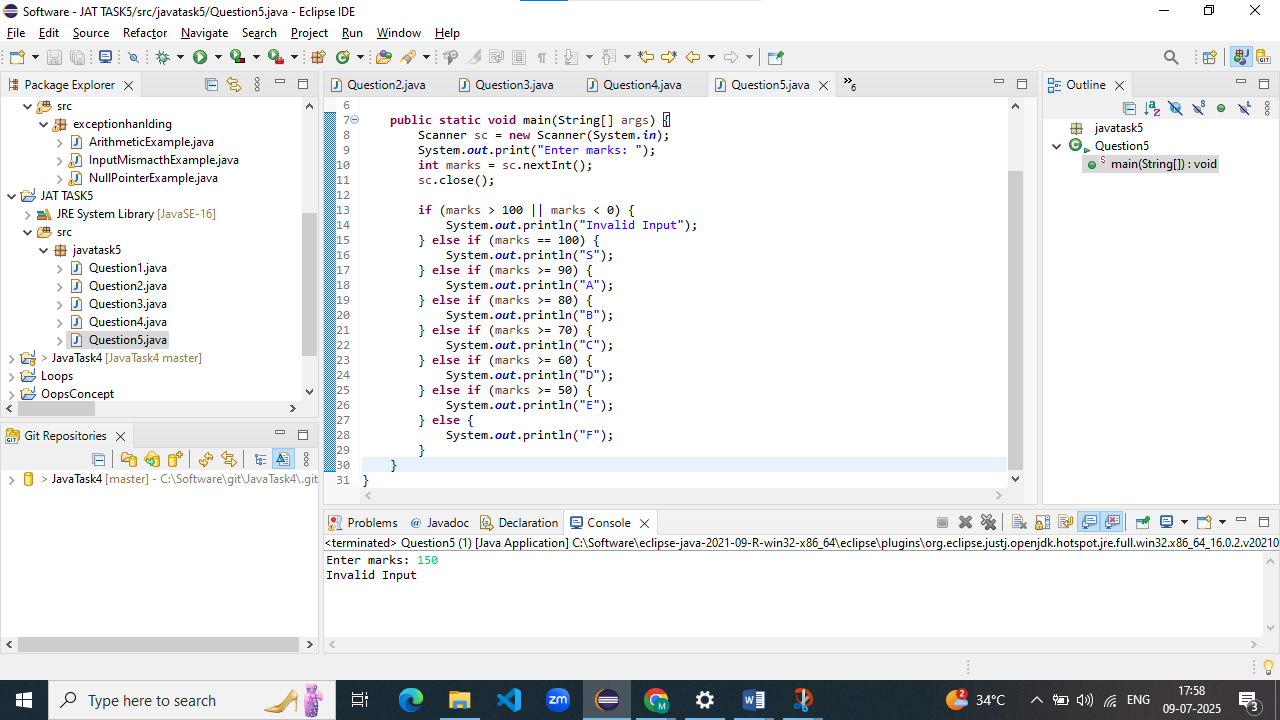 Software - JAT TASK5/src/javatask5/Question5.java - Eclipse IDE
File Edit Source Refactor Navigate Search Project Run Window Help
Package Explorer
src
exceptionhanlding
ArithmeticExample.java
InputMismacthExample.java
NullPointerExample.java
JAT TASK5
JRE System Library [JavaSE-16]
src
javatask5
Question1.java
Question2.java
Question3.java
Question4.java
Question5.java
> JavaTask4 [JavaTask4 master]
Loops
OopsConcept
Git Repositories
> JavaTask4 [master] - C:\Software\git\JavaTask4\.git
Question2.java Question3.java Question4.java Question5.java »6
6
7 public static void main(String[] args) {
8 Scanner sc = new Scanner(System.in);
9 System.out.print("Enter marks: ");
10 int marks = sc.nextInt();
11 sc.close();
12
13 if (marks > 100 || marks < 0) {
14 System.out.println("Invalid Input");
15 } else if (marks == 100) {
16 System.out.println("S");
17 } else if (marks >= 90) {
18 System.out.println("A");
19 } else if (marks >= 80) {
20 System.out.println("B");
21 } else if (marks >= 70) {
22 System.out.println("C");
23 } else if (marks >= 60) {
24 System.out.println("D");
25 } else if (marks >= 50) {
26 System.out.println("E");
27 } else {
28 System.out.println("F");
29 }
30 }
31 }
Outline
javatask5
Question5
main(String[]) : void
Problems Javadoc Declaration Console
<terminated> Question5 (1) [Java Application] C:\Software\eclipse-java-2021-09-R-win32-x86_64\eclipse\plugins\org.eclipse.justj.openjdk.hotspot.jre.full.win32.x86_64_16.0.2.v20210
Enter marks: 150
Invalid Input
Type here to search
2
34°C
ENG
17:58
09-07-2025
3